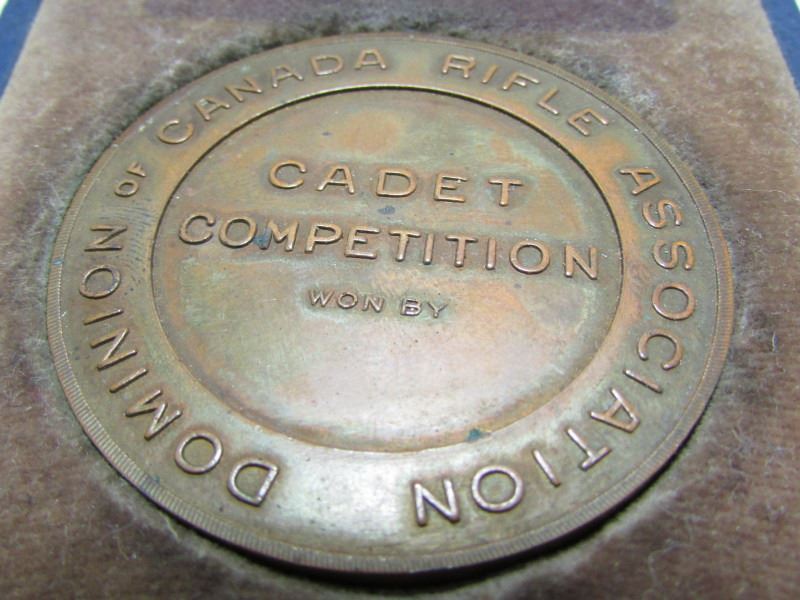 DOMINION OF CANADA RIFLE ASSOCIATION
CADET
COMPETITION
WON BY